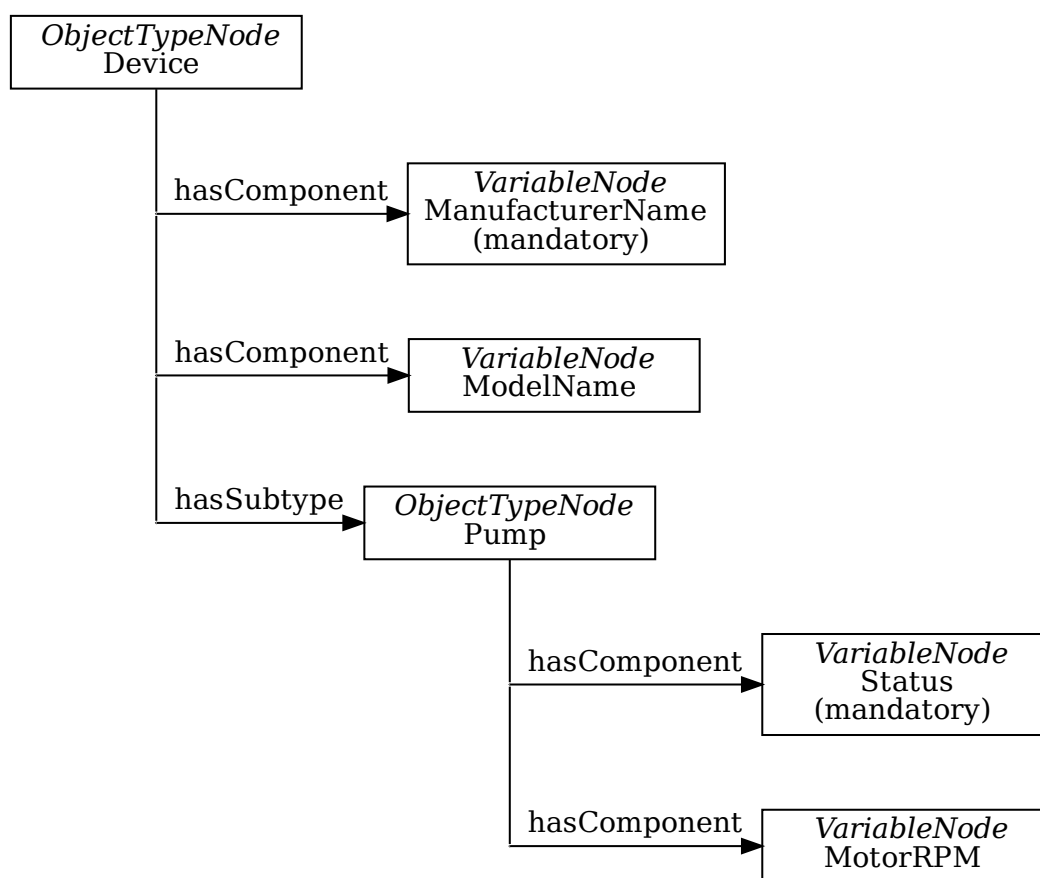 ObjectTypeNode
Device
hasComponent
VariableNode
ManufacturerName
(mandatory)
hasComponent
VariableNode
ModelName
hasSubtype
ObjectTypeNode
Pump
hasComponent
VariableNode
Status
(mandatory)
hasComponent
VariableNode
MotorRPM